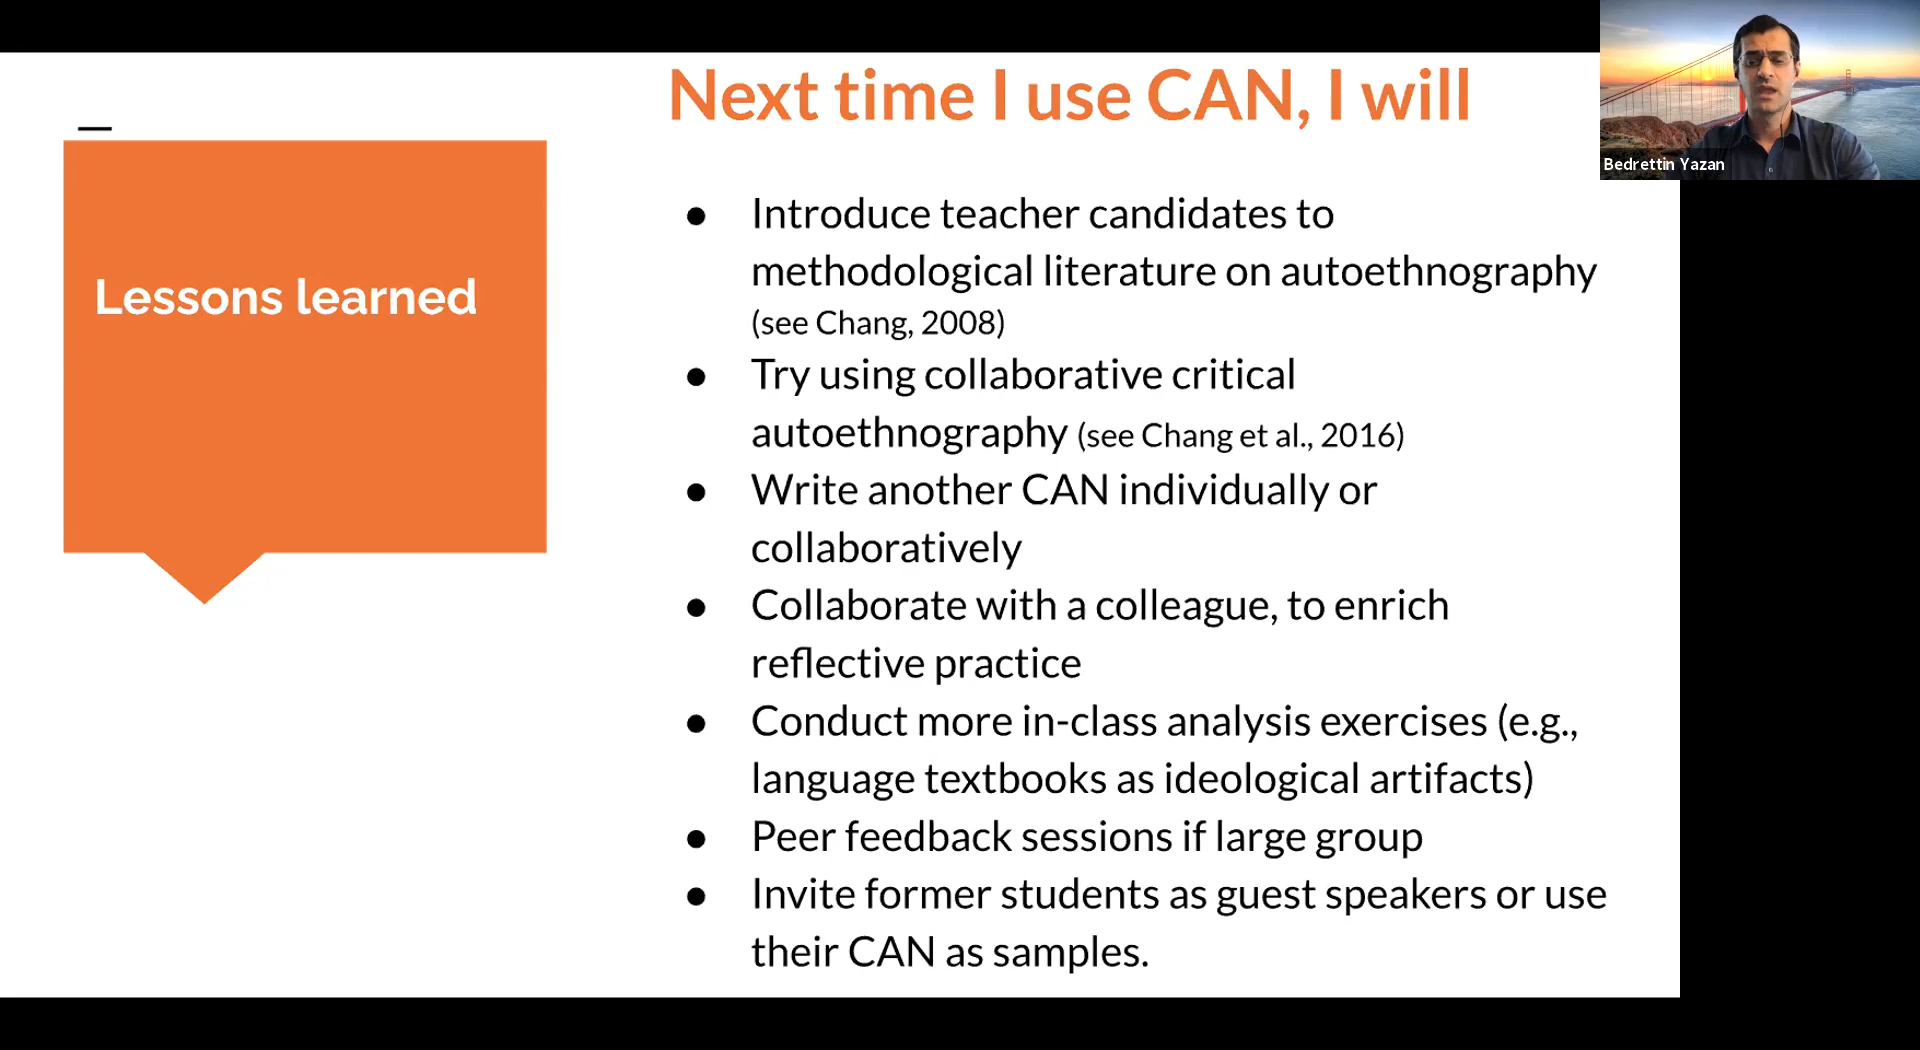 Next time I use CAN, I will
Lessons learned
● Introduce teacher candidates to
methodological literature on autoethnography
(see Chang, 2008)
● Try using collaborative critical
autoethnography (see Chang et al., 2016)
● Write another CAN individually or
collaboratively
● Collaborate with a colleague, to enrich
reflective practice
● Conduct more in-class analysis exercises (e.g.,
language textbooks as ideological artifacts)
● Peer feedback sessions if large group
● Invite former students as guest speakers or use
their CAN as samples.
Bedrettin Yazan